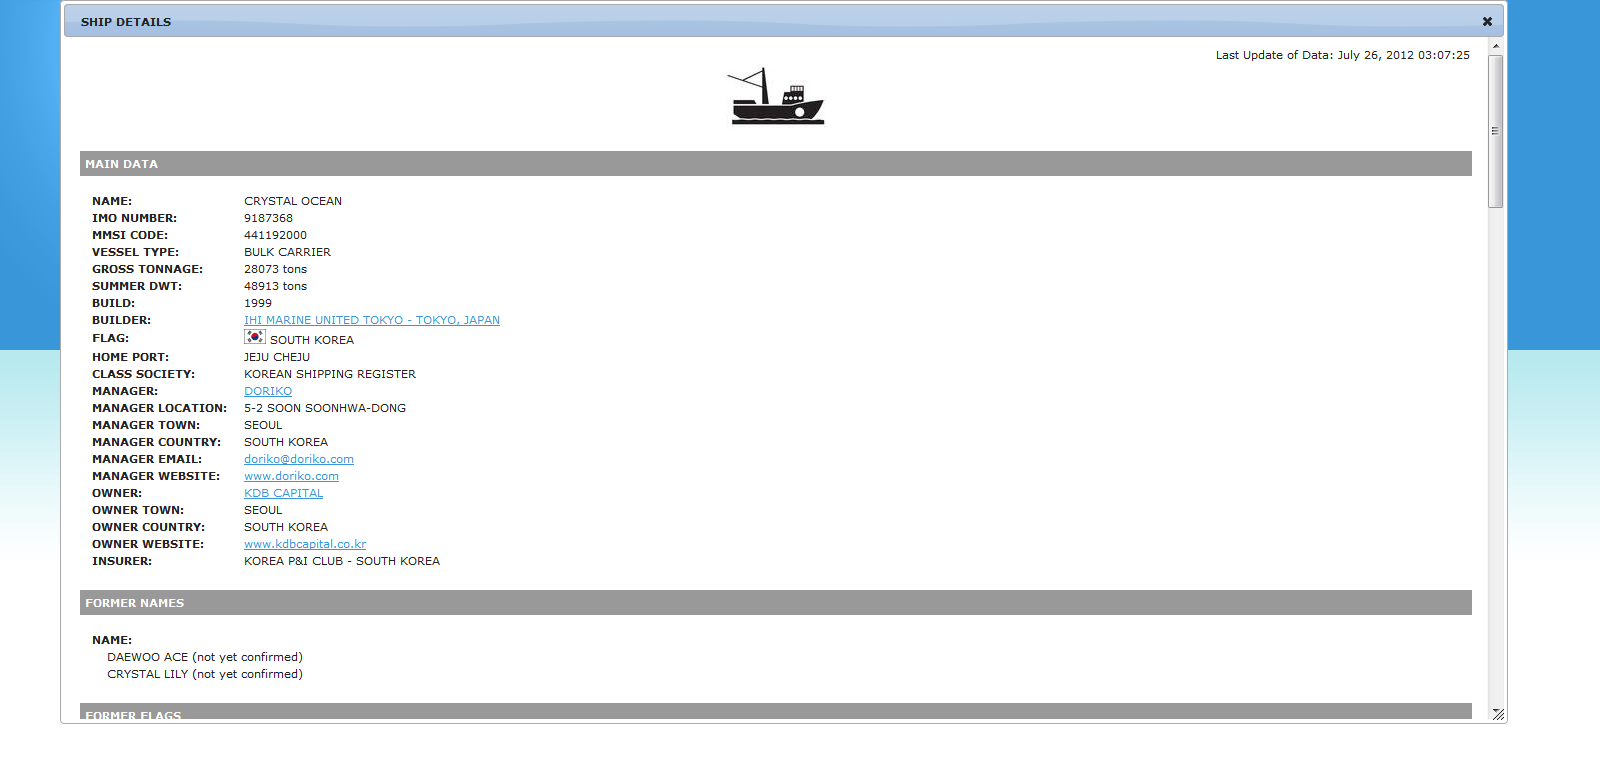 SHIP DETAILS
Last Update of Data: July 26, 2012 03:07:25
MAIN DATA
NAME: CRYSTAL OCEAN
IMO NUMBER: 9187368
MMSI CODE: 441192000
VESSEL TYPE: BULK CARRIER
GROSS TONNAGE: 28073 tons
SUMMER DWT: 48913 tons
BUILD: 1999
BUILDER: IHI MARINE UNITED TOKYO - TOKYO, JAPAN
FLAG: SOUTH KOREA
HOME PORT: JEJU CHEJU
CLASS SOCIETY: KOREAN SHIPPING REGISTER
MANAGER: DORIKO
MANAGER LOCATION: 5-2 SOON SOONHWA-DONG
MANAGER TOWN: SEOUL
MANAGER COUNTRY: SOUTH KOREA
MANAGER EMAIL: doriko@doriko.com
MANAGER WEBSITE: www.doriko.com
OWNER: KDB CAPITAL
OWNER TOWN: SEOUL
OWNER COUNTRY: SOUTH KOREA
OWNER WEBSITE: www.kdbcapital.co.kr
INSURER: KOREA P&I CLUB - SOUTH KOREA
FORMER NAMES
NAME:
DAEWOO ACE (not yet confirmed)
CRYSTAL LILY (not yet confirmed)
FORMER FLAGS